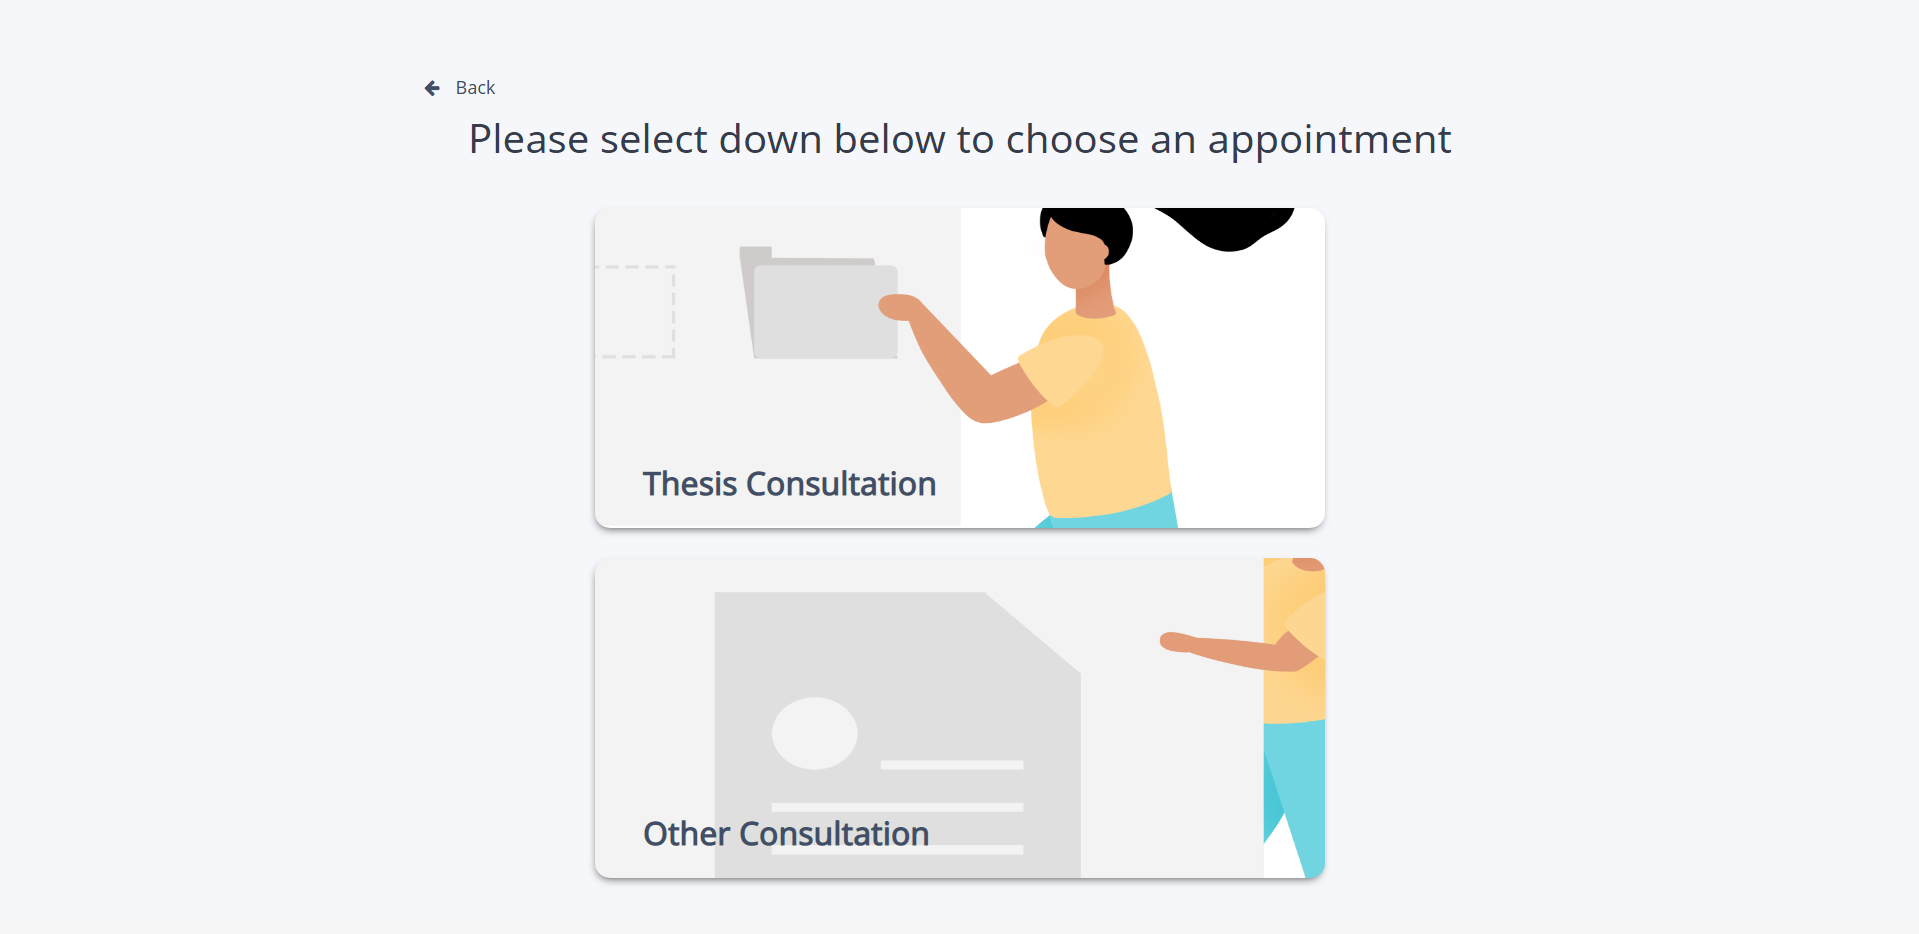 Back
Please select down below to choose an appointment
Thesis Consultation
Other Consultation